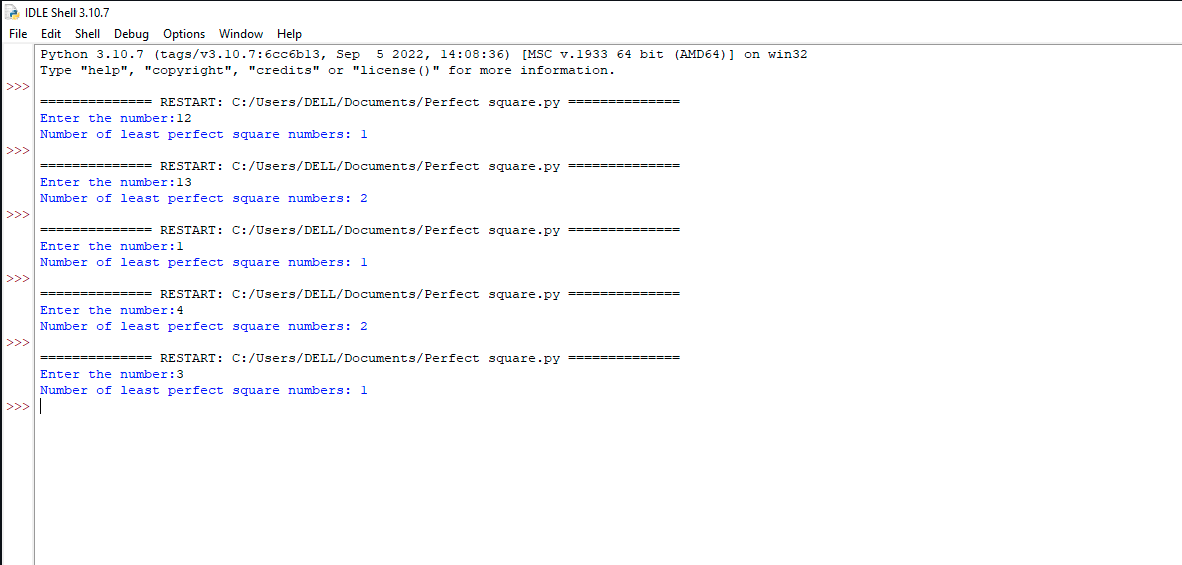 IDLE Shell 3.10.7
File Edit Shell Debug Options Window Help
Python 3.10.7 (tags/v3.10.7:6cc6b13, Sep  5 2022, 14:08:36) [MSC v.1933 64 bit (AMD64)] on win32
Type "help", "copyright", "credits" or "license()" for more information.
>>>
============== RESTART: C:/Users/DELL/Documents/Perfect square.py ==============
Enter the number:12
Number of least perfect square numbers: 1
>>>
============== RESTART: C:/Users/DELL/Documents/Perfect square.py ==============
Enter the number:13
Number of least perfect square numbers: 2
>>>
============== RESTART: C:/Users/DELL/Documents/Perfect square.py ==============
Enter the number:1
Number of least perfect square numbers: 1
>>>
============== RESTART: C:/Users/DELL/Documents/Perfect square.py ==============
Enter the number:4
Number of least perfect square numbers: 2
>>>
============== RESTART: C:/Users/DELL/Documents/Perfect square.py ==============
Enter the number:3
Number of least perfect square numbers: 1
>>>